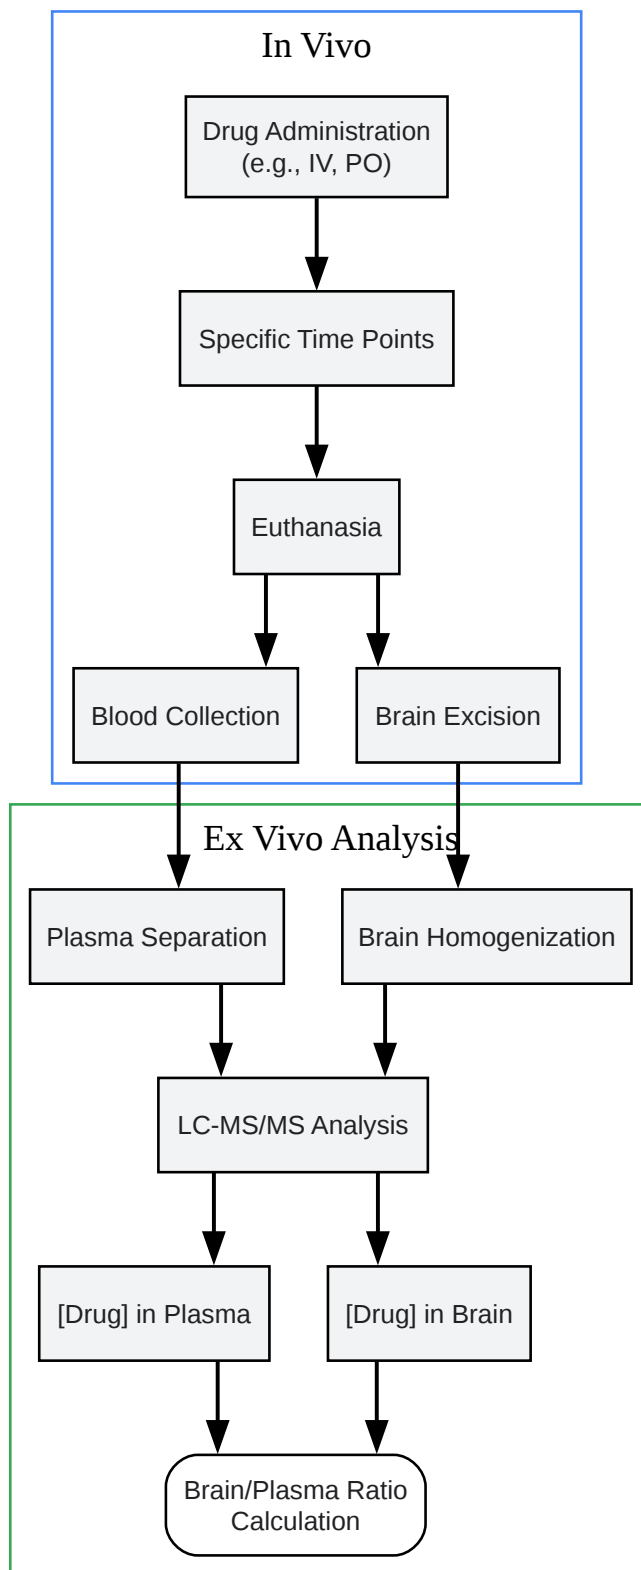 In Vivo
Drug Administration
(e.g., IV, PO)
Specific Time Points
Euthanasia
Blood Collection
Brain Excision
Ex Vivo Analysis
Plasma Separation
Brain Homogenization
LC-MS/MS Analysis
[Drug] in Plasma
[Drug] in Brain
Brain/Plasma Ratio
Calculation